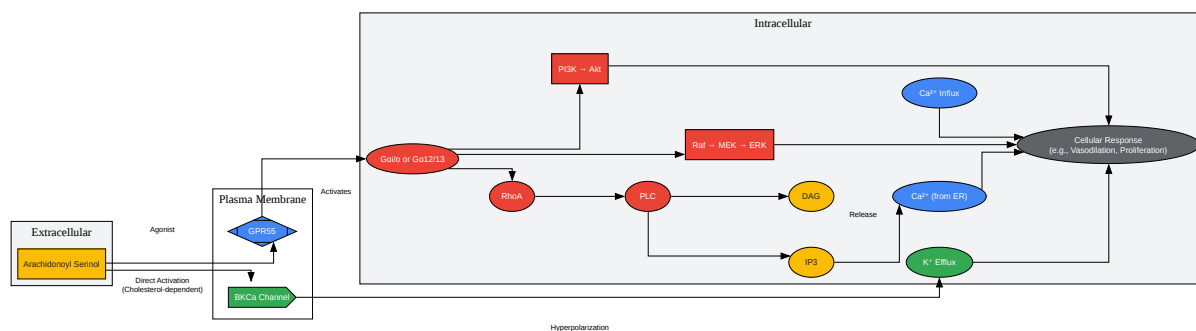 Intracellular
PI3K → Akt
Ca²⁺ Influx
Cellular Response
(e.g., Vasodilation, Proliferation)
Raf → MEK → ERK
Gαi/o or Gα12/13
Activates
Plasma Membrane
RhoA
PLC
DAG
Ca²⁺ (from ER)
Release
Extracellular
Agonist
GPR55
Arachidonoyl Serinol
IP3
K⁺ Efflux
Direct Activation
(Cholesterol-dependent)
BKCa Channel
Hyperpolarization